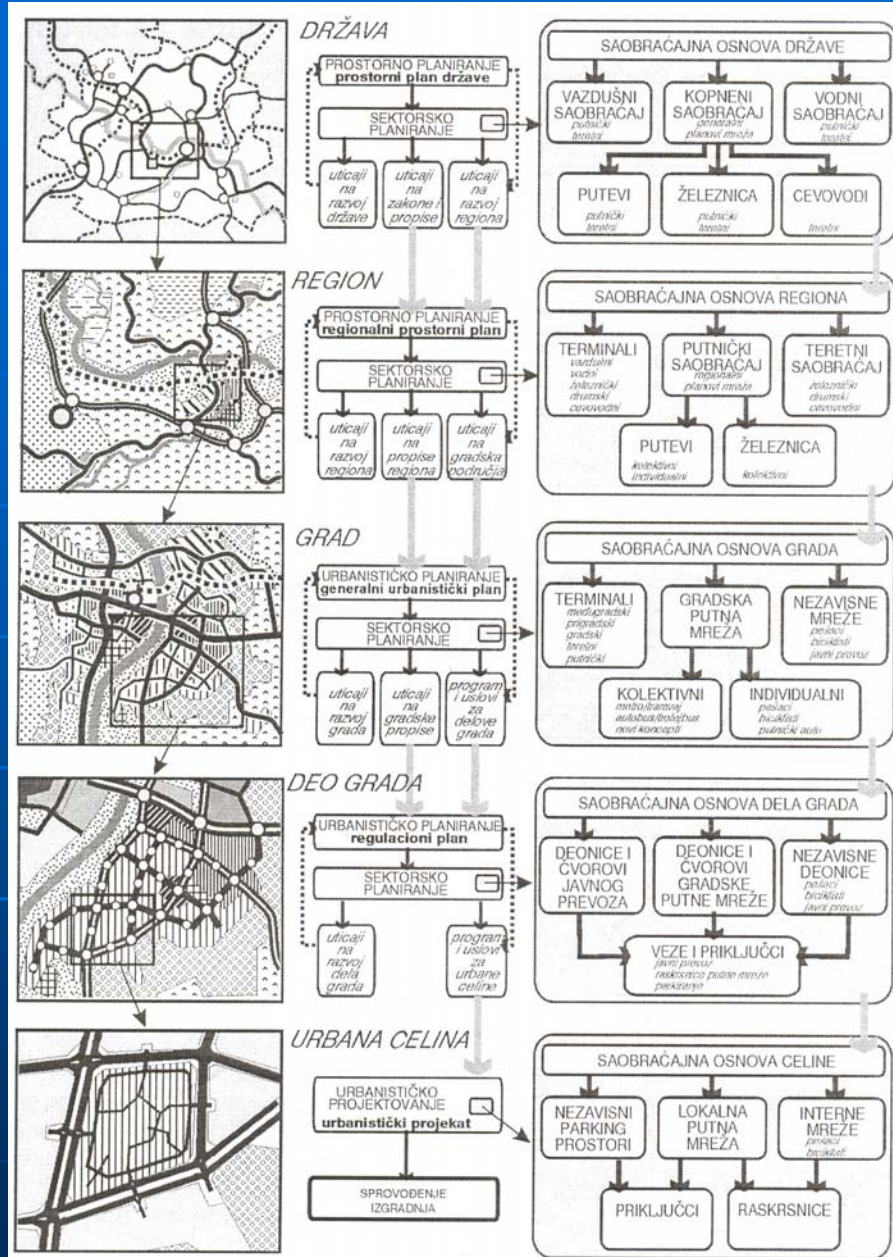 DRŽAVA
PROSTORNO PLANIRANJE
prostorni plan države
SEKTORSKO
PLANIRANJE
uticaji
na
razvoj
države
uticaji
na
zakone i
propise
uticaji
na
razvoj
regiona
SAOBRAĆAJNA OSNOVA DRŽAVE
VAZDUŠNI
SAOBRAĆAJ
putnički
teretni
KOPNENI
SAOBRAĆAJ
generalni
planovi mreža
VODNI
SAOBRAĆAJ
putnički
teretni
PUTEVI
putnički
teretni
ŽELEZNICA
putnički
teretni
CEVOVODI
teretni
REGION
PROSTORNO PLANIRANJE
regionalni prostorni plan
SEKTORSKO
PLANIRANJE
uticaji
na
razvoj
regiona
uticaji
na
propise
regiona
uticaji
na
gradska
područja
SAOBRAĆAJNA OSNOVA REGIONA
TERMINALI
vazdušni
vodni
železnički
drumski
cevovodni
PUTNIČKI
SAOBRAĆAJ
regionalni
planovi mreža
TERETNI
SAOBRAĆAJ
železnički
drumski
cevovodni
PUTEVI
kolektivni
individualni
ŽELEZNICA
kolektivni
GRAD
URBANISTIČKO PLANIRANJE
generalni urbanistički plan
SEKTORSKO
PLANIRANJE
uticaji
na
razvoj
grada
uticaji
na
gradske
propise
program
i uslovi
za
delove
grada
SAOBRAĆAJNA OSNOVA GRADA
TERMINALI
međugradski
prigradski
gradski
teretni
putnički
GRADSKA
PUTNA
MREŽA
NEZAVISNE
MREŽE
pešaci
biciklisti
javni prevoz
KOLEKTIVNI
metro/tramvaj
autobus/trolejbus
novi koncepti
INDIVIDUALNI
pešaci
biciklisti
putnički auto
DEO GRADA
URBANISTIČKO PLANIRANJE
regulacioni plan
SEKTORSKO
PLANIRANJE
uticaji
na
razvoj
dela
grada
program
i uslovi
za
urbane
celine
SAOBRAĆAJNA OSNOVA DELA GRADA
DEONICE I
ČVOROVI
JAVNOG
PREVOZA
DEONICE I
ČVOROVI
GRADSKE
PUTNE MREŽE
NEZAVISNE
DEONICE
pešaci
biciklisti
javni prevoz
VEZE I PRIKLJUČCI
javni prevoz
raskrsnice putne mreže
parkiranje
URBANA CELINA
URBANISTIČKO
PROJEKTOVANJE
urbanistički projekat
SPROVOĐENJE
IZGRADNJA
SAOBRAĆAJNA OSNOVA CELINE
NEZAVISNI
PARKING
PROSTORI
LOKALNA
PUTNA
MREŽA
INTERNE
MREŽE
pešaci
biciklisti
PRIKLJUČCI
RASKRSNICE